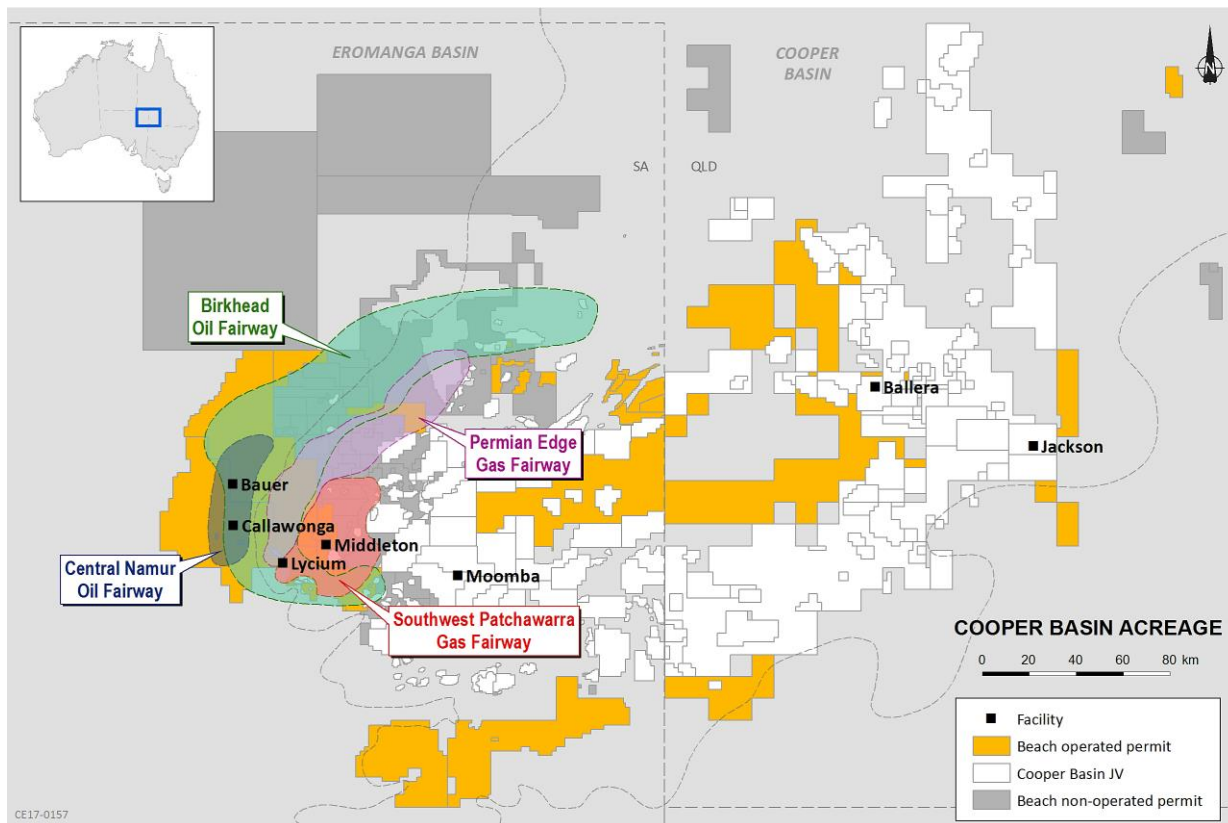 EROMANGA BASIN
COOPER
BASIN
N
SA
QLD
Birkhead
Oil Fairway
Ballera
Permian Edge
Gas Fairway
Jackson
Bauer
Callawonga
Middleton
Central Namur
Oil Fairway
Lycium
Moomba
Southwest Patchawarra
Gas Fairway
COOPER BASIN ACREAGE
0 20 40 60 80 km
Facility
Beach operated permit
Cooper Basin JV
Beach non-operated permit
CE17-0157